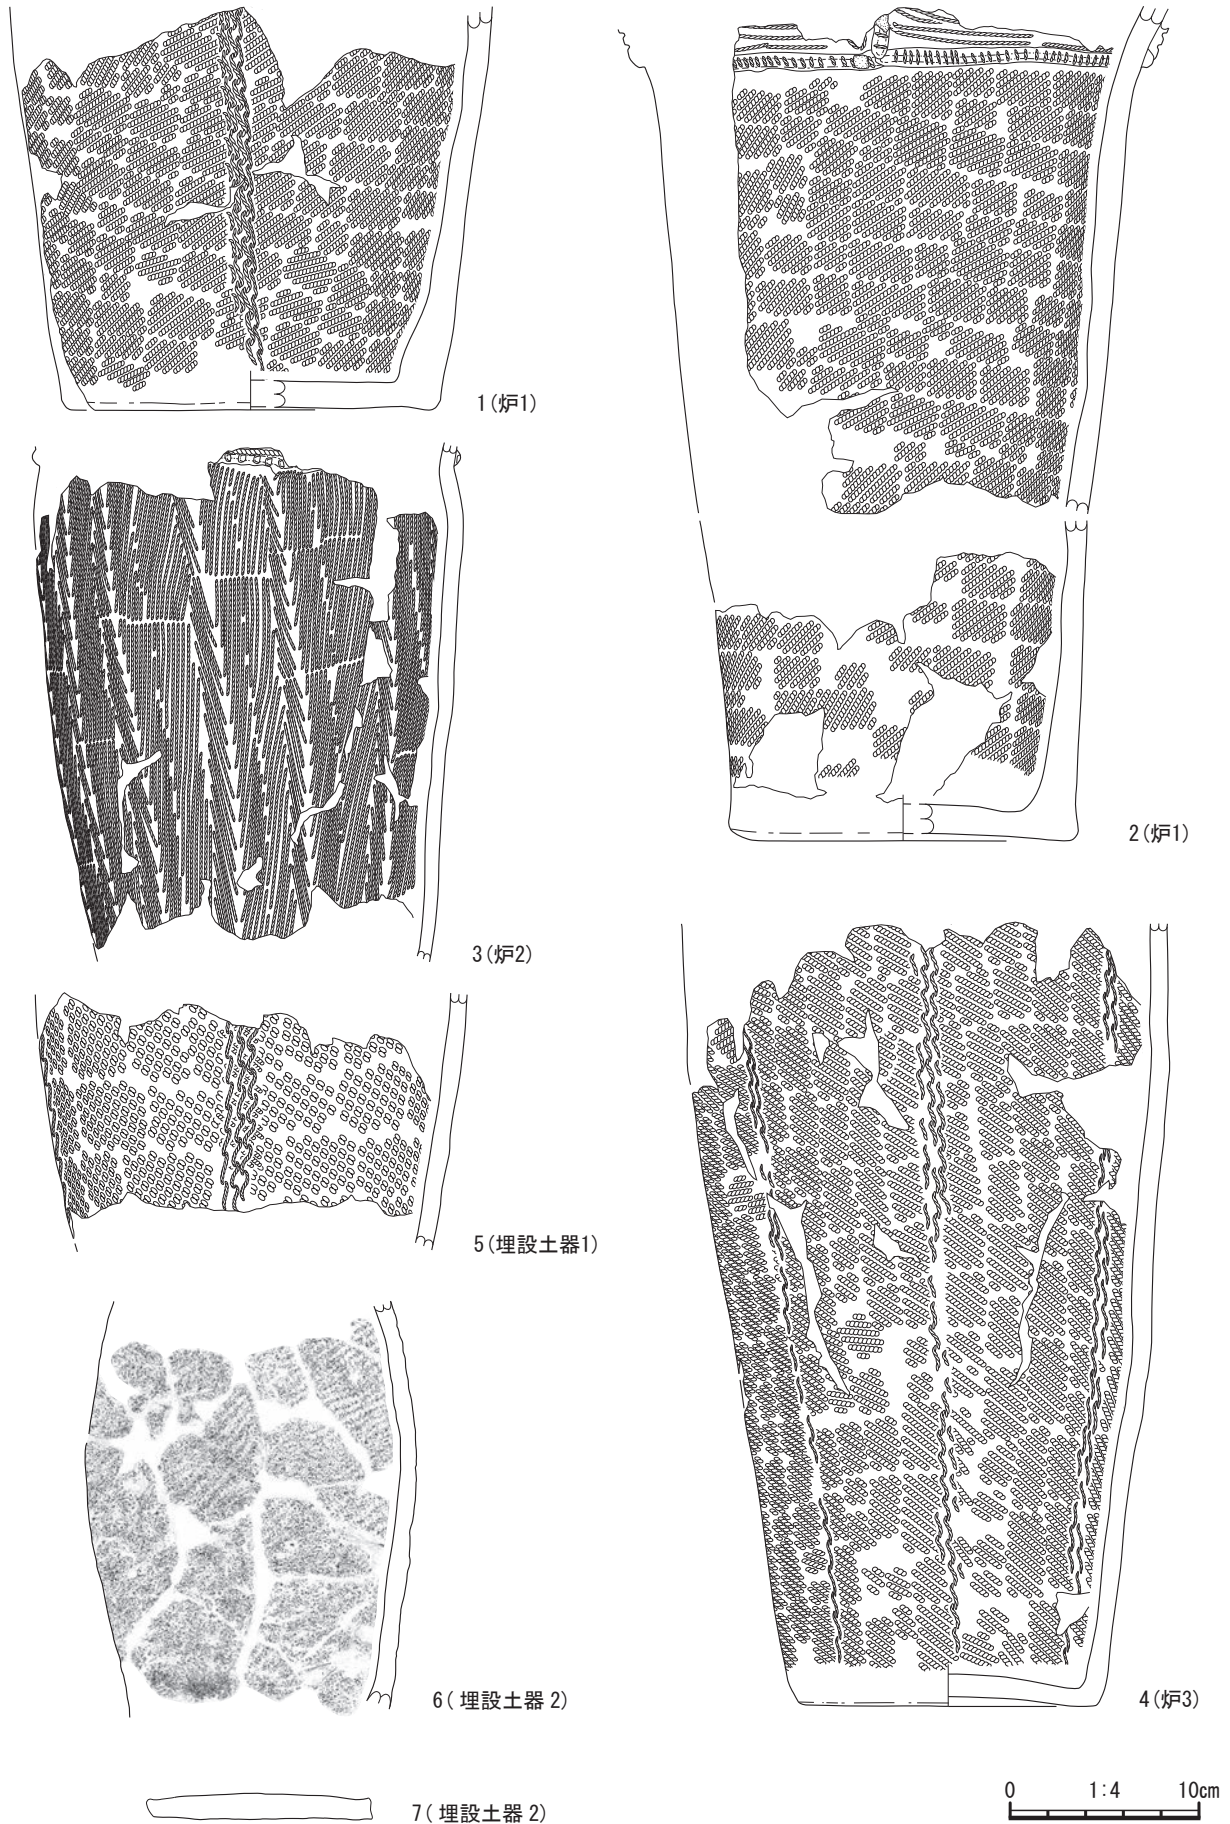 1(炉1)
2(炉1)
3(炉2)
4(炉3)
5(埋設土器1)
6( 埋設土器 2)
7( 埋設土器 2)
0 1:4 10cm